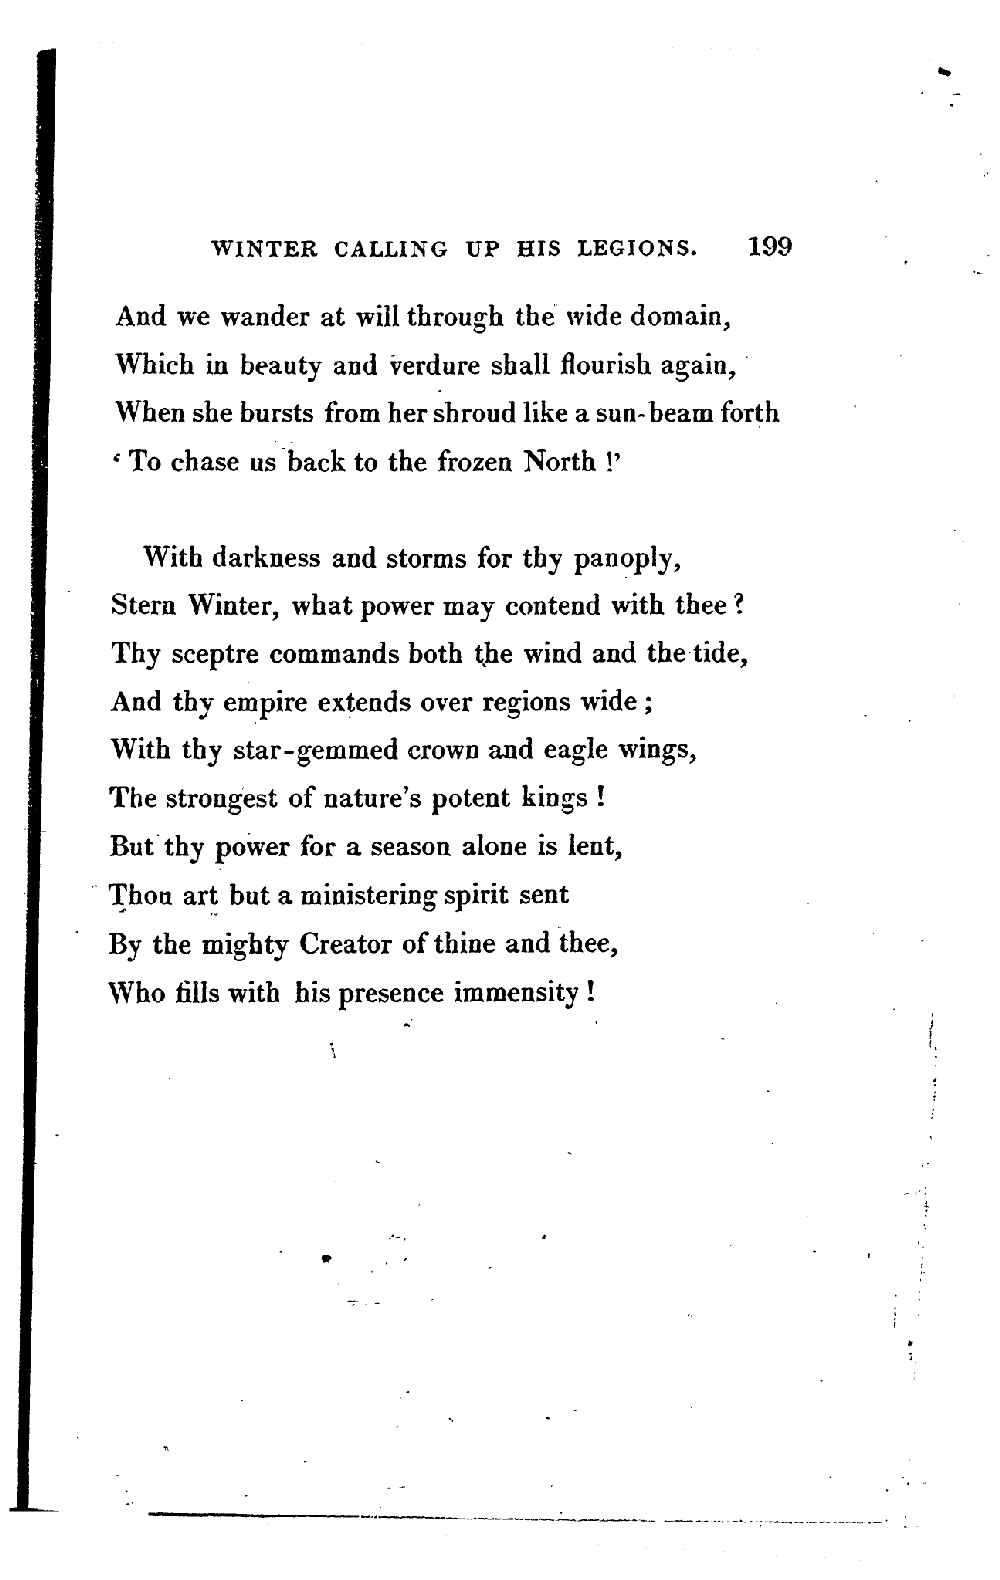 WINTER CALLING UP HIS LEGIONS. 199
And we wander at will through the wide domain,
Which in beauty and verdure shall flourish again,
When she bursts from her shroud like a sun-beam forth
‘ To chase us back to the frozen North !’
With darkness and storms for thy panoply,
Stern Winter, what power may contend with thee ?
Thy sceptre commands both the wind and the tide,
And thy empire extends over regions wide ;
With thy star-gemmed crown and eagle wings,
The strongest of nature’s potent kings !
But thy power for a season alone is lent,
Thou art but a ministering spirit sent
By the mighty Creator of thine and thee,
Who fills with his presence immensity !